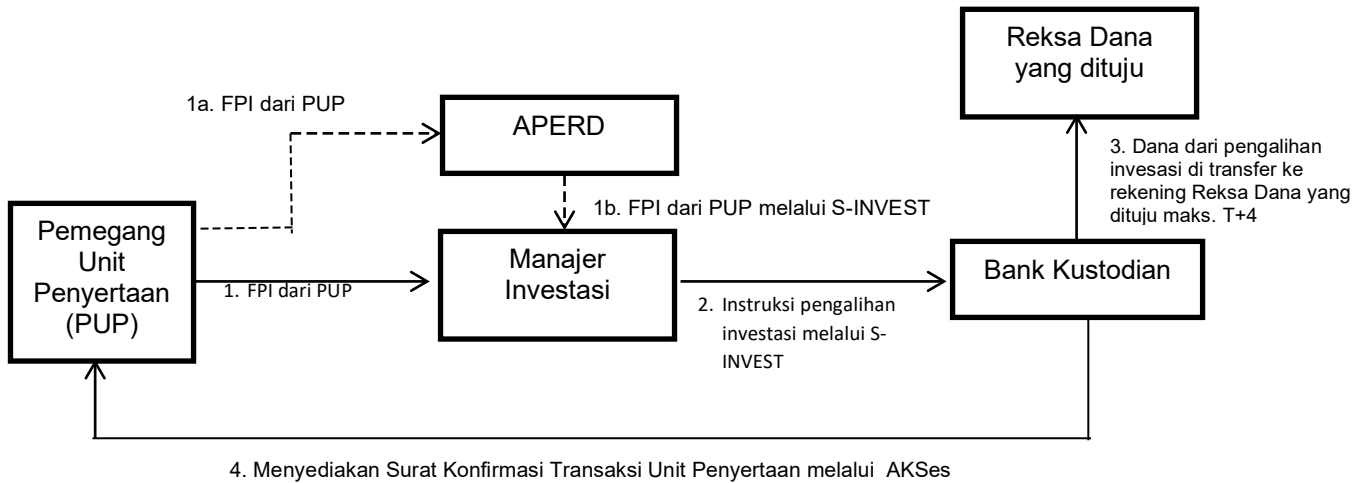 Reksa Dana
yang dituju
1a. FPI dari PUP
APERD
3. Dana dari pengalihan
invesasi di transfer ke
rekening Reksa Dana yang
dituju maks. T+4
1b. FPI dari PUP melalui S-INVEST
Pemegang
Unit
Penyertaan
(PUP)
1. FPI dari PUP
Manajer
Investasi
2. Instruksi pengalihan
investasi melalui S-
INVEST
Bank Kustodian
4. Menyediakan Surat Konfirmasi Transaksi Unit Penyertaan melalui AKSes